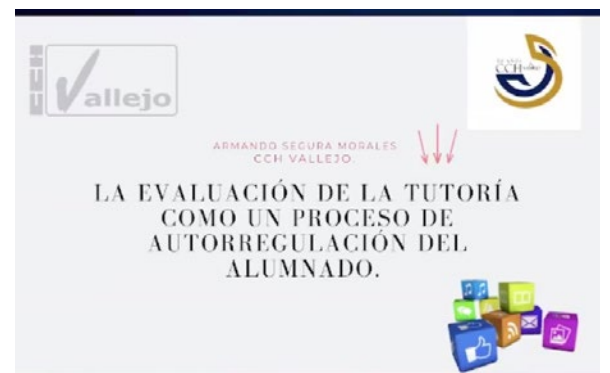 CCH
Vallejo
CCH
ARMANDO SEGURA MORALES
CCH VALLEJO.
LA EVALUACIÓN DE LA TUTORÍA
COMO UN PROCESO DE
AUTORREGULACIÓN DEL
ALUMNADO.